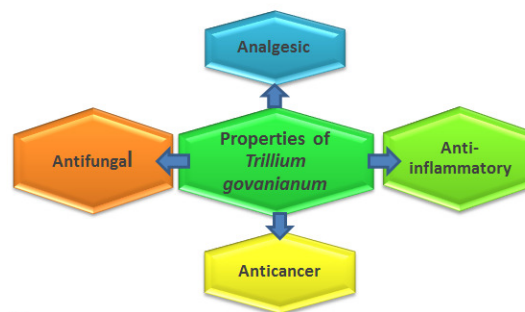 Analgesic
Antifungal
Properties of
Trillium
govanianum
Anti-
inflammatory
Anticancer